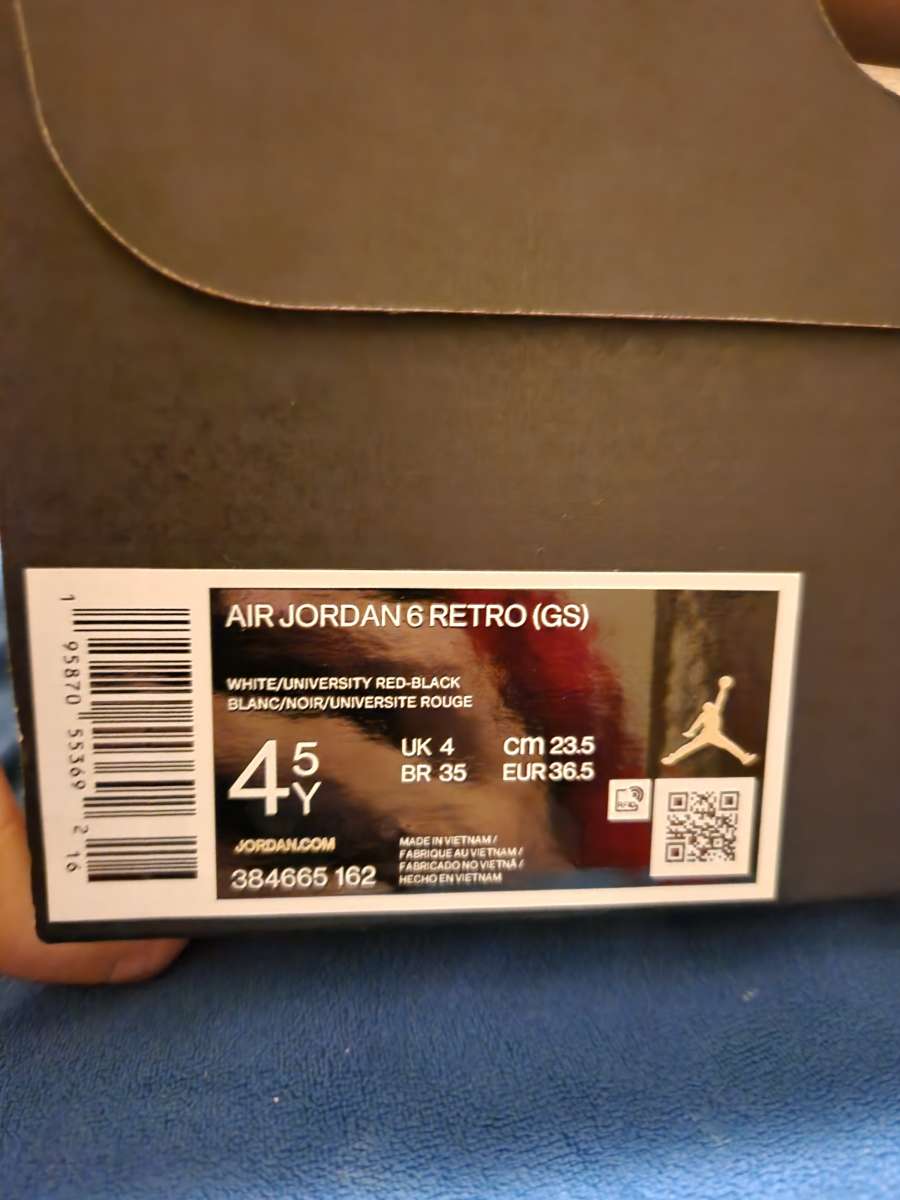 AIR JORDAN 6 RETRO (GS)
WHITE/UNIVERSITY RED-BLACK
BLANC/NOIR/UNIVERSITE ROUGE
4 5 Y
UK 4 cm 23.5
BR 35 EUR 36.5
RFID
JORDAN.COM
384665 162
MADE IN VIETNAM /
FABRIQUE AU VIETNAM /
FABRICADO NO VIETNÃ /
HECHO EN VIETNAM
1 95870 55369 2 16